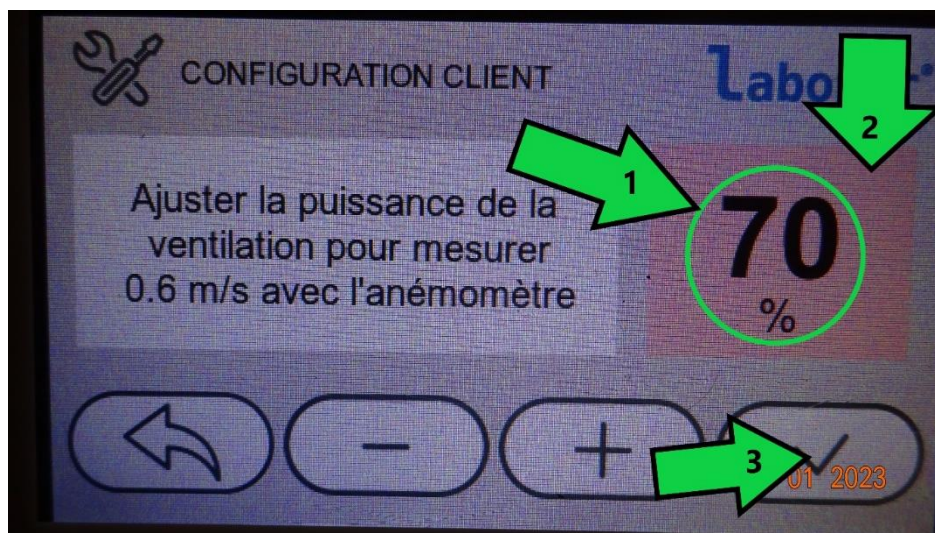 CONFIGURATION CLIENT
2
1
Ajuster la puissance de la
ventilation pour mesurer
0.6 m/s avec l'anémomètre
70
%
−
+
3
01 2023